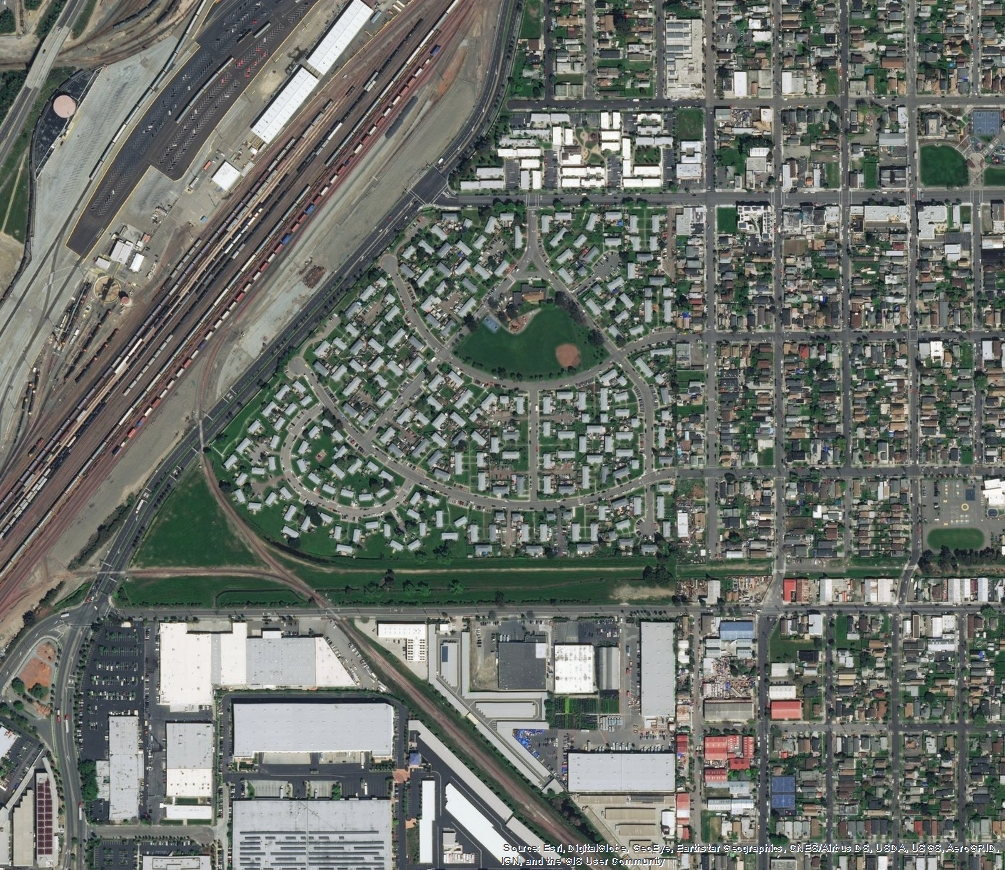 Source: Esri, DigitalGlobe, GeoEye, Earthstar Geographics, CNES/Airbus DS, USDA, USGS, AeroGRID,
IGN, and the GIS User Community